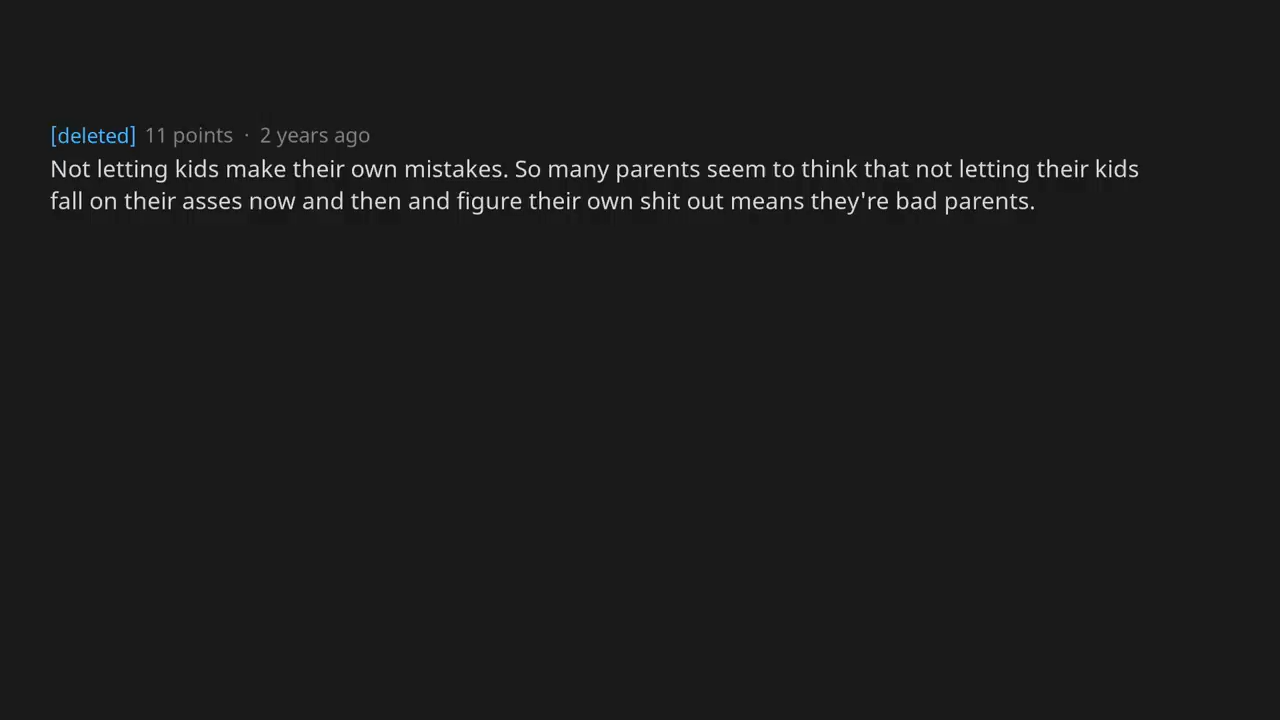 [deleted] 11 points · 2 years ago
Not letting kids make their own mistakes. So many parents seem to think that not letting their kids
fall on their asses now and then and figure their own shit out means they're bad parents.